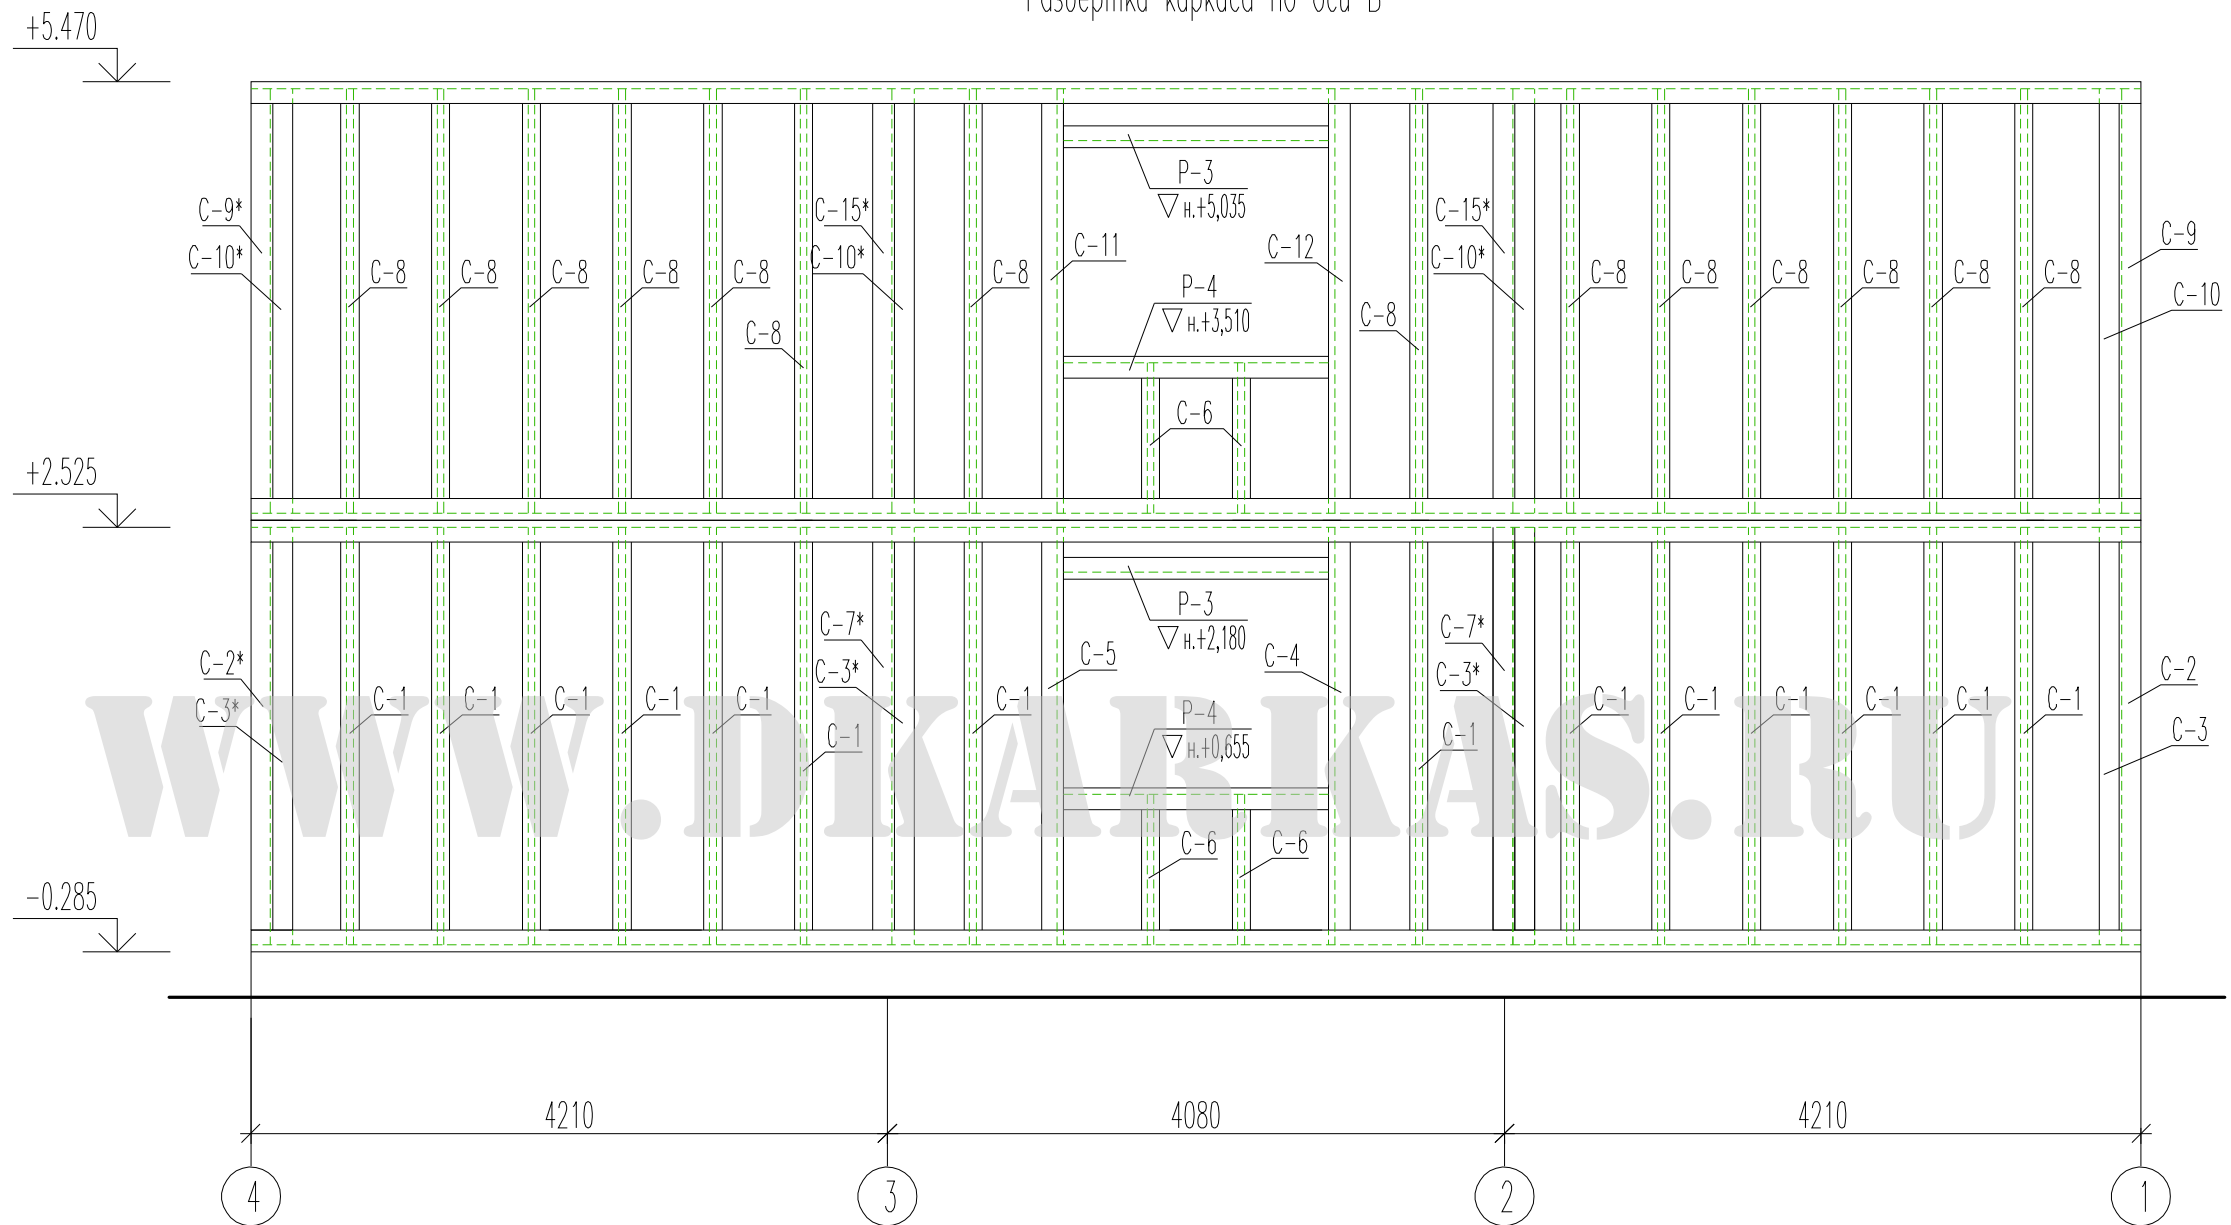 Развертка каркаса по оси В
+5.470
С-9*
С-10*
С-8
С-8
С-8
С-8
С-8
С-8
С-15*
С-10*
С-8
С-11
Р-3
н.+5,035
Р-4
н.+3,510
С-6
С-12
С-8
С-15*
С-10*
С-8
С-8
С-8
С-8
С-8
С-8
С-9
С-10
+2.525
С-2*
С-3*
С-1
С-1
С-1
С-1
С-1
С-1
С-7*
С-3*
С-1
С-5
Р-3
н.+2,180
Р-4
н.+0,655
С-6
С-6
С-4
С-1
С-7*
С-3*
С-1
С-1
С-1
С-1
С-1
С-1
С-2
С-3
WWW.DKARKAS.RU
-0.285
4210
4080
4210
4
3
2
1